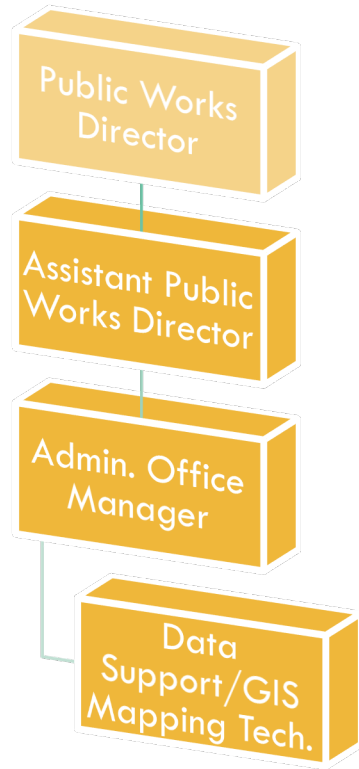 Public Works
Director
Assistant Public
Works Director
Admin. Office
Manager
Data
Support/GIS
Mapping Tech.